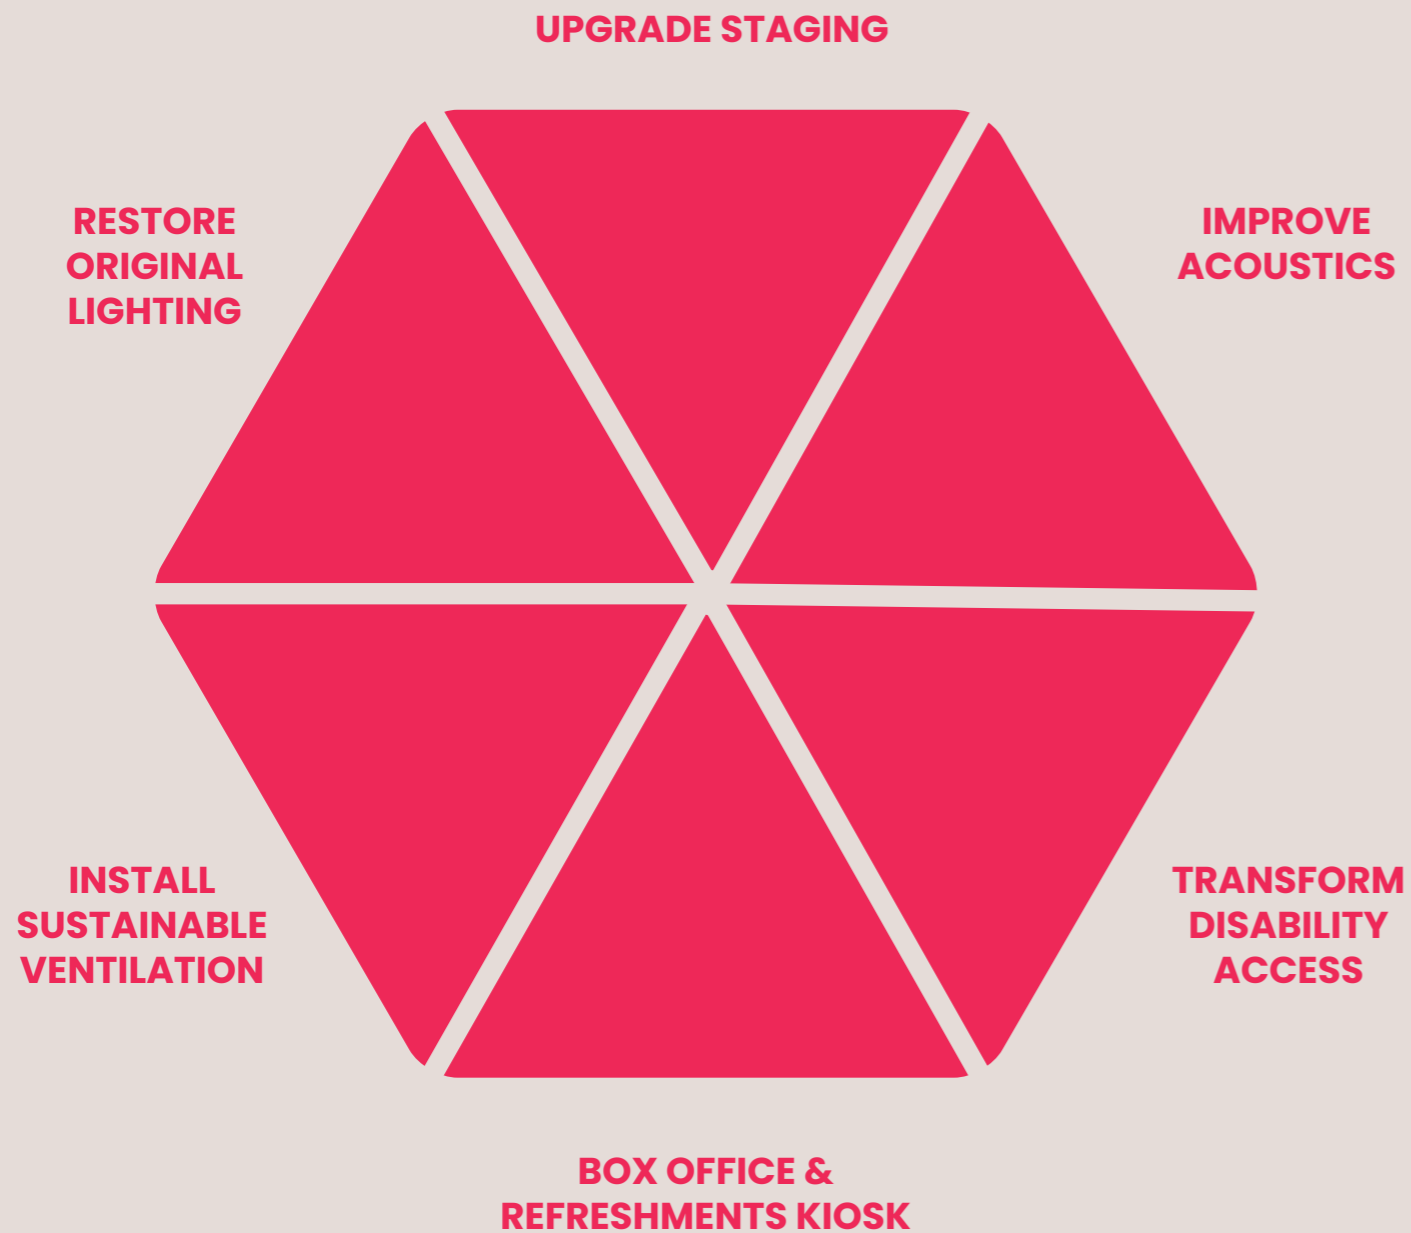 UPGRADE STAGING
RESTORE
ORIGINAL
LIGHTING
IMPROVE
ACOUSTICS
INSTALL
SUSTAINABLE
VENTILATION
TRANSFORM
DISABILITY
ACCESS
BOX OFFICE &
REFRESHMENTS KIOSK